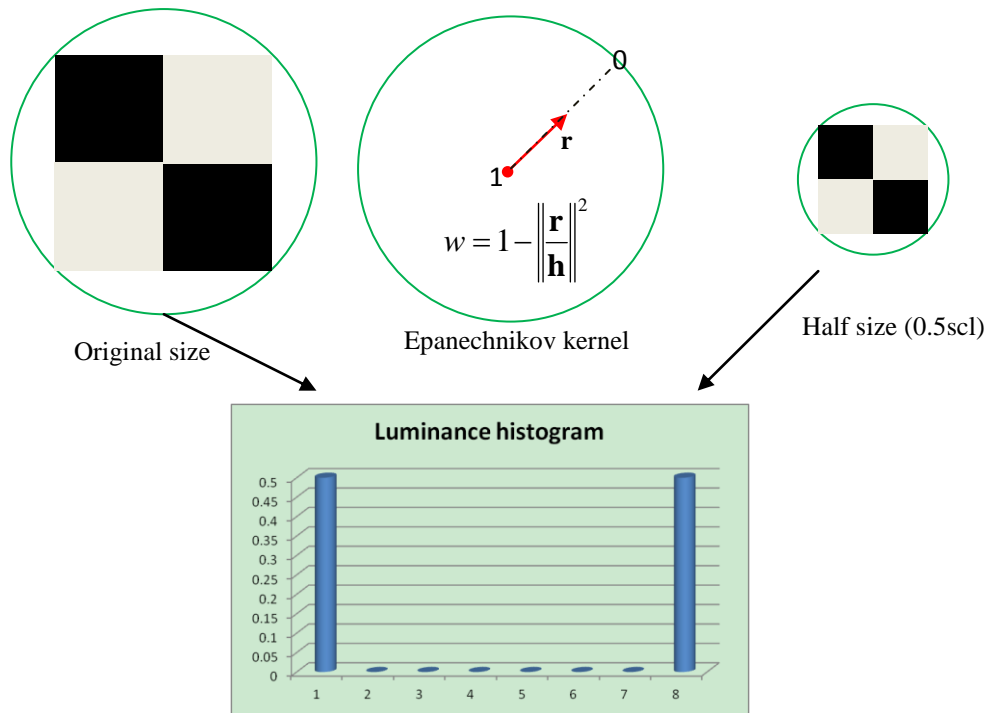 0
1
r
w = 1 - ‖r/h‖²
Original size
Epanechnikov kernel
Half size (0.5scl)
Luminance histogram
0.5
0.45
0.4
0.35
0.3
0.25
0.2
0.15
0.1
0.05
0
1 2 3 4 5 6 7 8